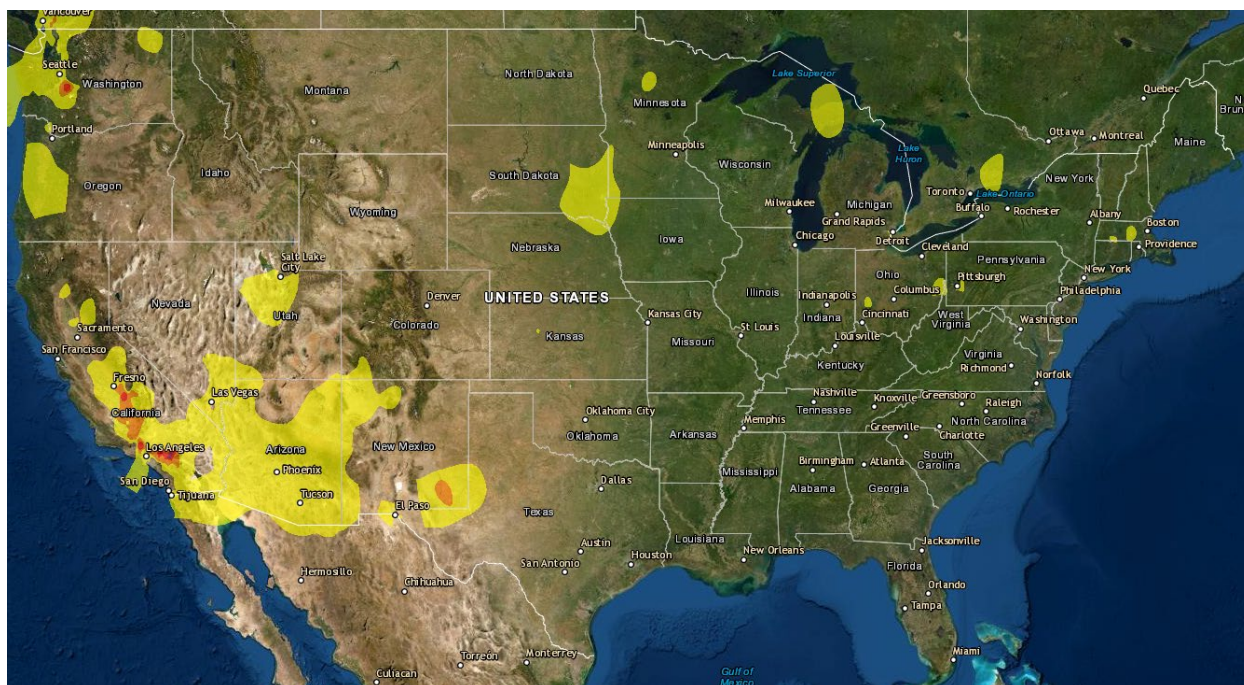 Vancouver
Seattle
Washington
Portland
Oregon
Idaho
Montana
North Dakota
Minnesota
Lake Superior
Quebec
Ottawa
Montreal
Maine
Minneapolis
Wisconsin
Lake
Huron
South Dakota
Wyoming
New York
Toronto
Lake Ontario
Milwaukee
Michigan
Grand Rapids
Buffalo
Rochester
Albany
Boston
Detroit
Chicago
Cleveland
Providence
Nebraska
Iowa
Salt Lake
City
Nevada
Utah
Denver
Colorado
UNITED STATES
Illinois
Indianapolis
Indiana
Ohio
Columbus
Pittsburgh
Pennsylvania
New York
Philadelphia
Sacramento
San Francisco
Kansas
Kansas City
Missouri
St Louis
Cincinnati
Louisville
Kentucky
West
Virginia
Washington
Virginia
Richmond
Norfolk
Fresno
California
Las Vegas
Nashville
Tennessee
Knoxville
Greensboro
Raleigh
North Carolina
Los Angeles
Arizona
New Mexico
Oklahoma City
Oklahoma
Arkansas
Memphis
Greenville
Charlotte
South
Carolina
San Diego
Tijuana
Phoenix
Tucson
El Paso
Texas
Dallas
Mississippi
Birmingham
Alabama
Atlanta
Georgia
Louisiana
Jacksonville
Hermosillo
Chihuahua
Austin
San Antonio
Houston
New Orleans
Florida
Orlando
Tampa
Miami
Culiacan
Torreón
Monterrey
Gulf of
Mexico